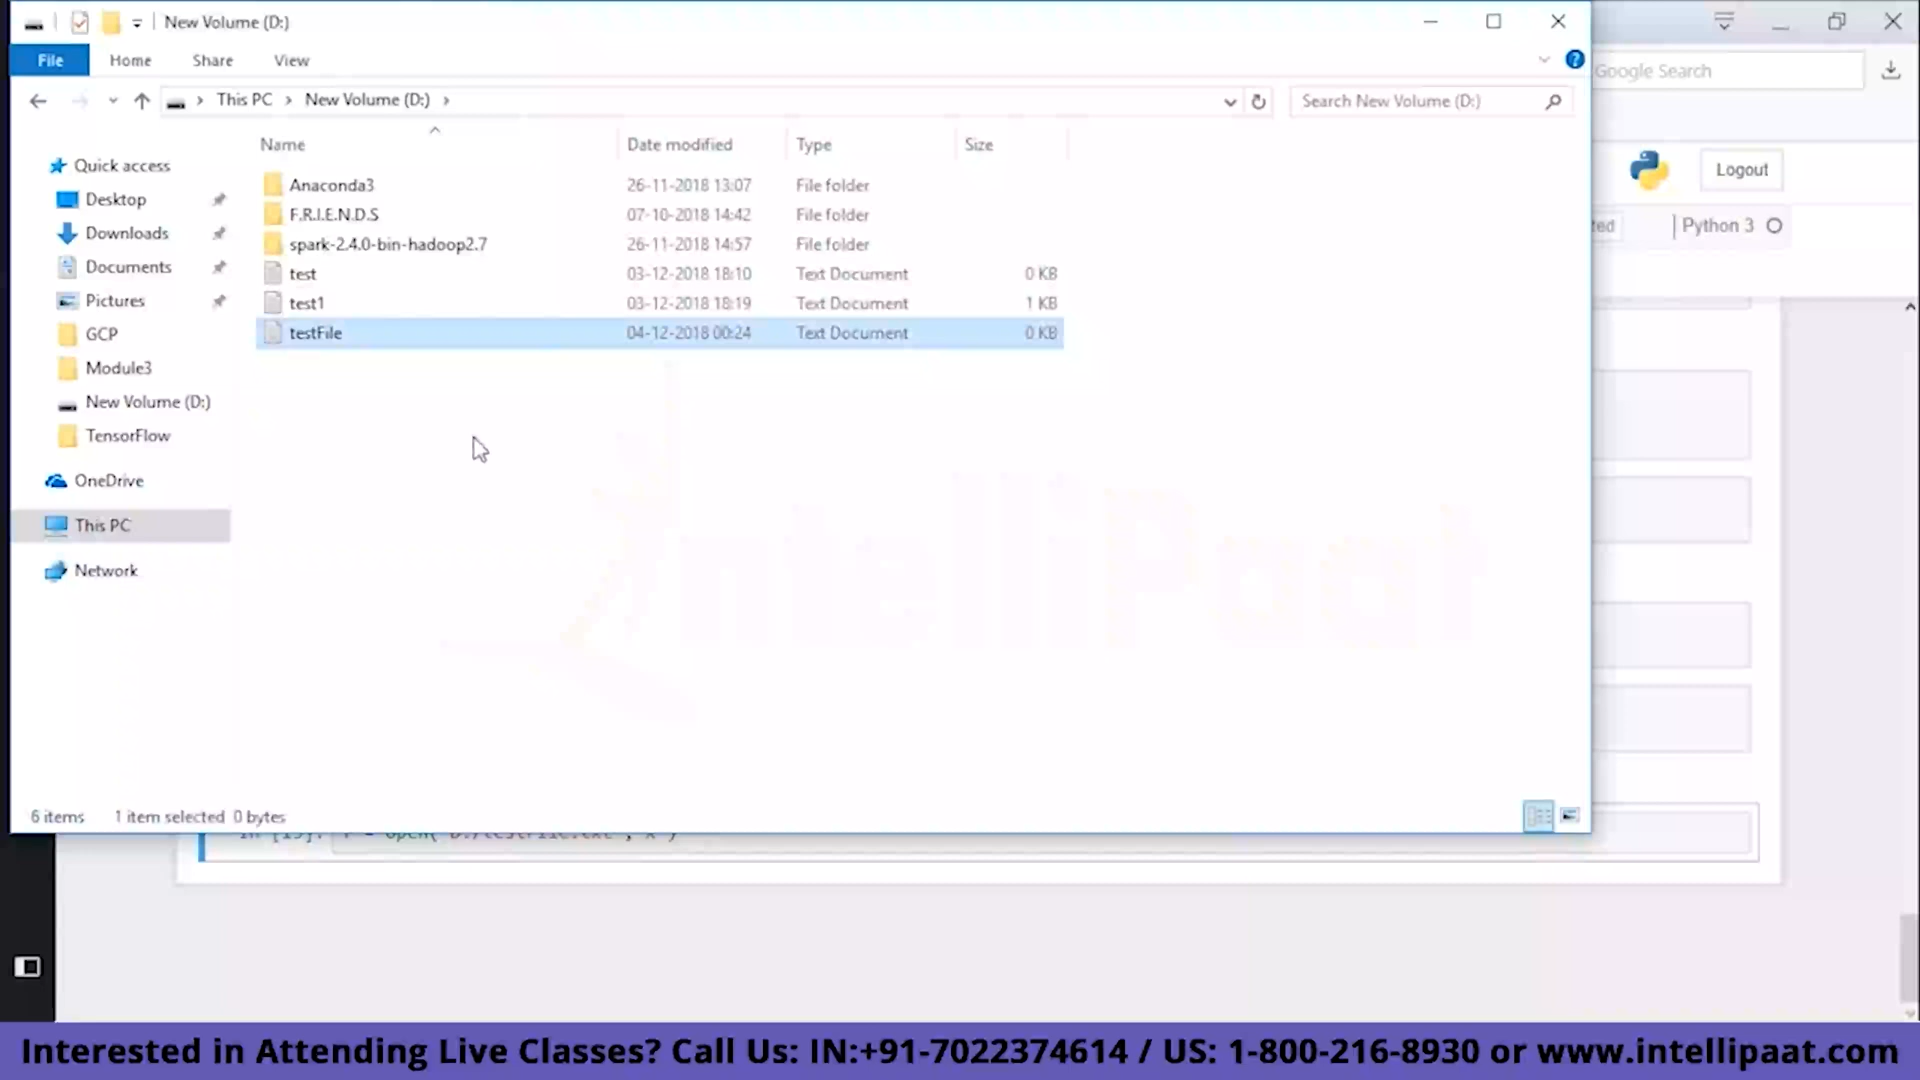 New Volume (D:)
Google Search
File Home Share View
This PC > New Volume (D:) >
Search New Volume (D:)
Name Date modified Type Size
Logout
Python 3
Quick access
Desktop
Downloads
Documents
Pictures
GCP
Module3
New Volume (D:)
TensorFlow
OneDrive
This PC
Network
Anaconda3 26-11-2018 13:07 File folder
F.R.I.E.N.D.S 07-10-2018 14:42 File folder
spark-2.4.0-bin-hadoop2.7 26-11-2018 14:57 File folder
test 03-12-2018 18:10 Text Document 0 KB
test1 03-12-2018 18:19 Text Document 1 KB
testFile 04-12-2018 00:24 Text Document 0 KB
IntelliPaat
6 items 1 item selected 0 bytes
Interested in Attending Live Classes? Call Us: IN:+91-7022374614 / US: 1-800-216-8930 or www.intellipaat.com